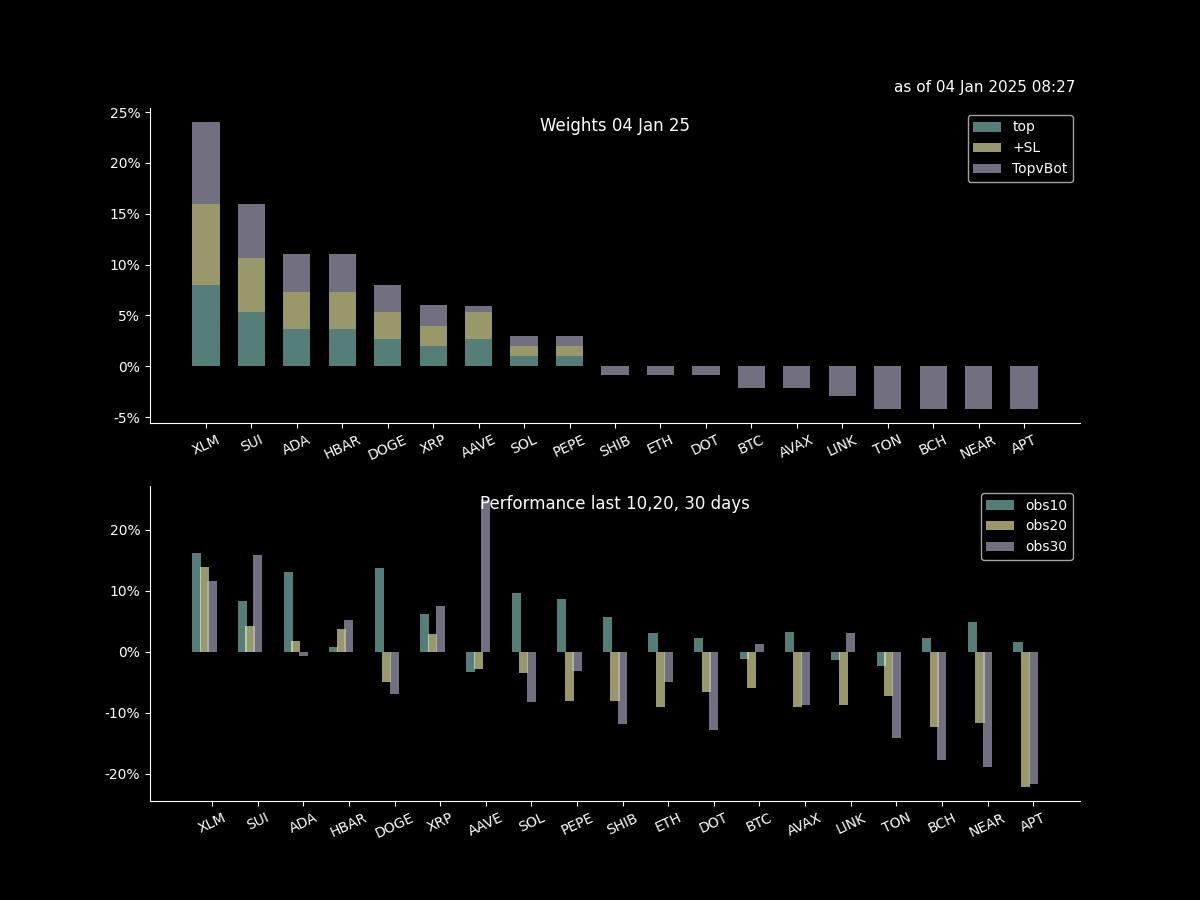 as of 04 Jan 2025 08:27
Weights 04 Jan 25
top
+SL
TopvBot
25%
20%
15%
10%
5%
0%
-5%
XLM SUI ADA HBAR DOGE XRP AAVE SOL PEPE SHIB ETH DOT BTC AVAX LINK TON BCH NEAR APT
Performance last 10,20, 30 days
obs10
obs20
obs30
20%
10%
0%
-10%
-20%
XLM SUI ADA HBAR DOGE XRP AAVE SOL PEPE SHIB ETH DOT BTC AVAX LINK TON BCH NEAR APT